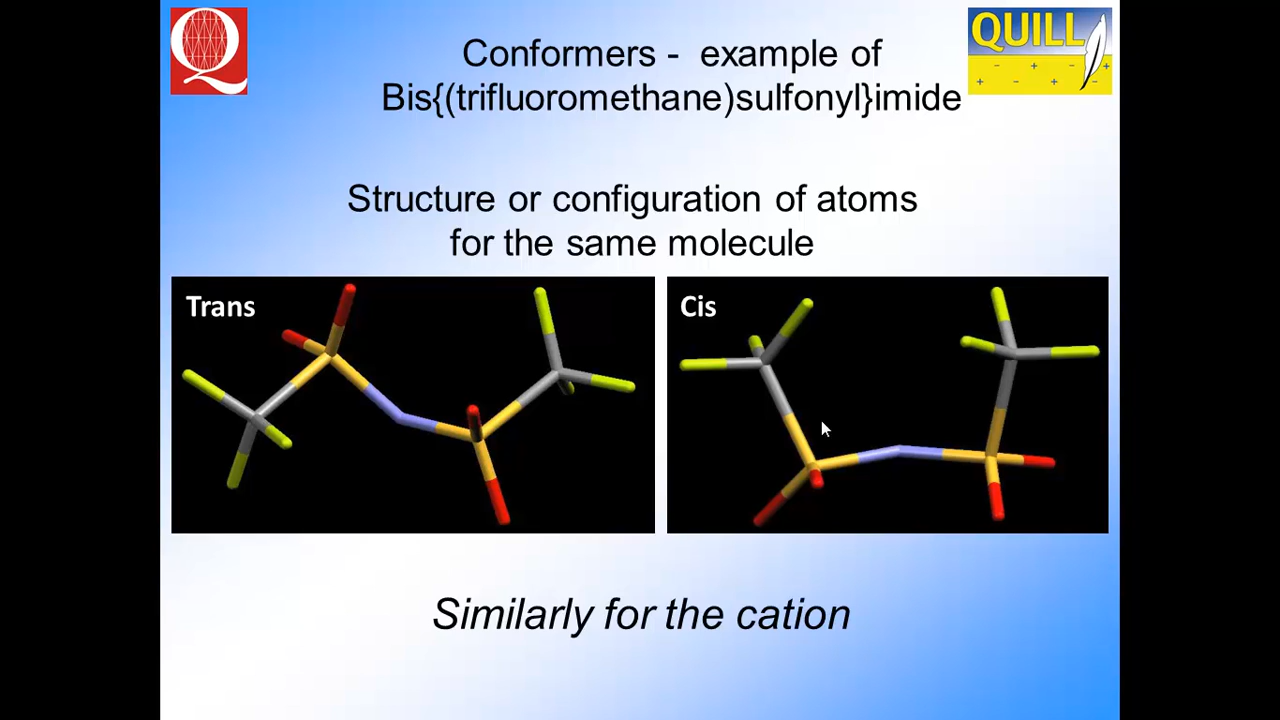 QUILL
Conformers - example of
Bis{(trifluoromethane)sulfonyl}imide
Structure or configuration of atoms
for the same molecule
Trans
Cis
Similarly for the cation